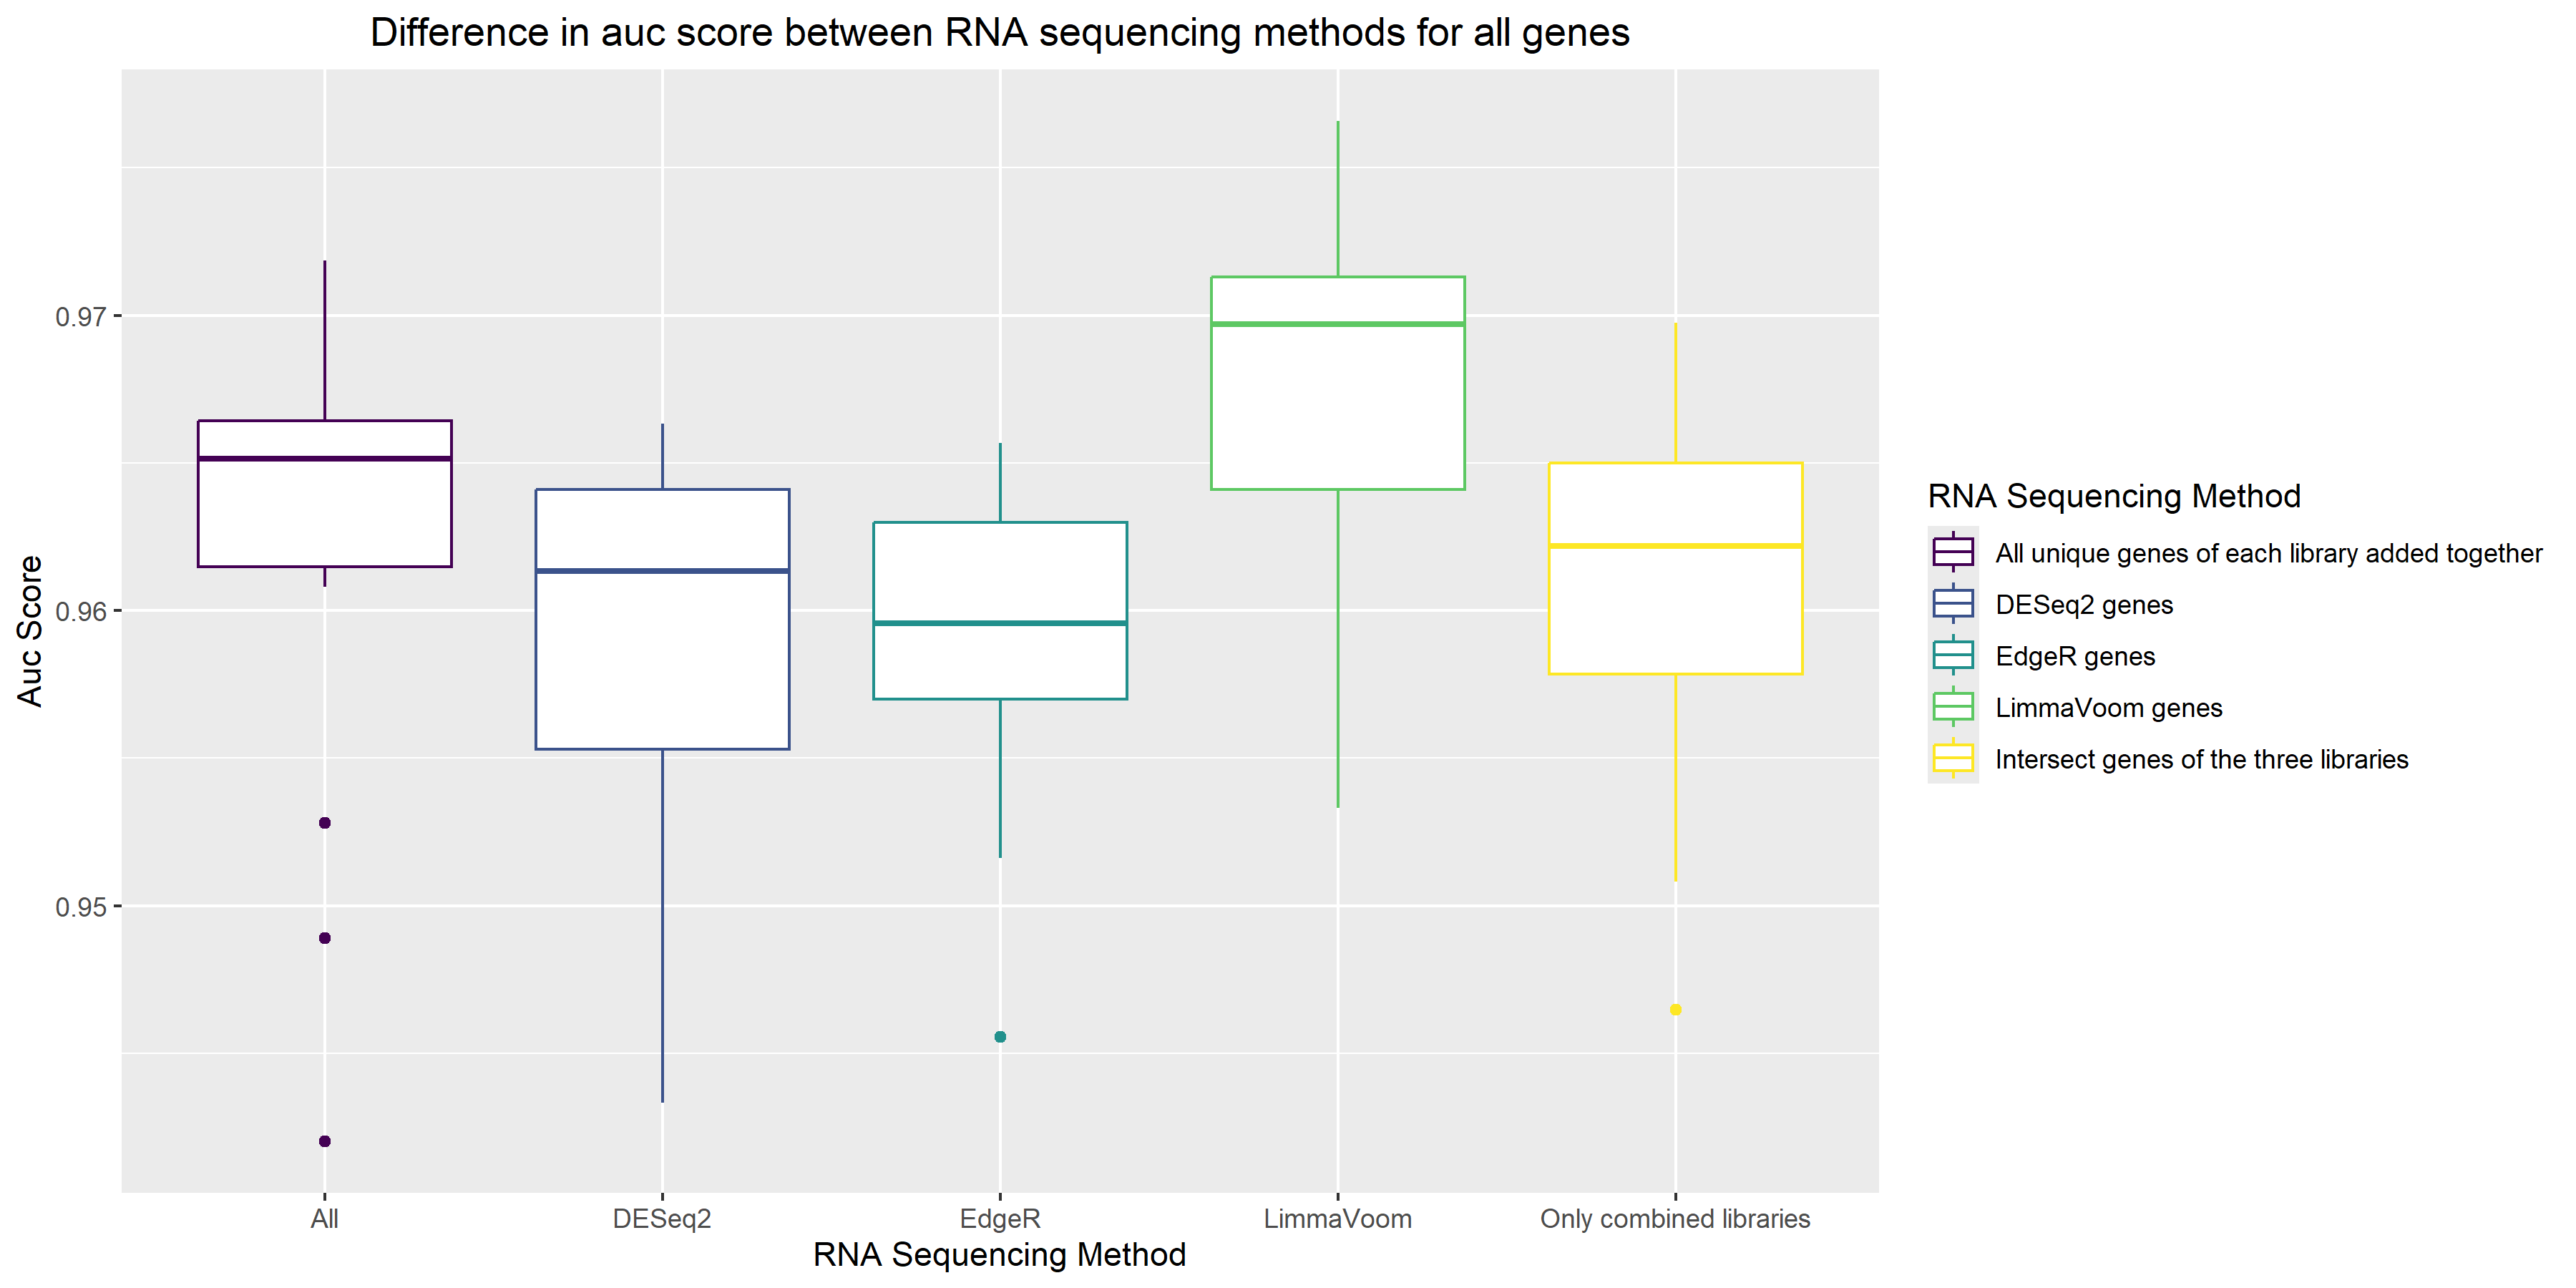 Difference in auc score between RNA sequencing methods for all genes
Auc Score
0.97
0.96
0.95
All
DESeq2
EdgeR
LimmaVoom
Only combined libraries
RNA Sequencing Method
RNA Sequencing Method
All unique genes of each library added together
DESeq2 genes
EdgeR genes
LimmaVoom genes
Intersect genes of the three libraries